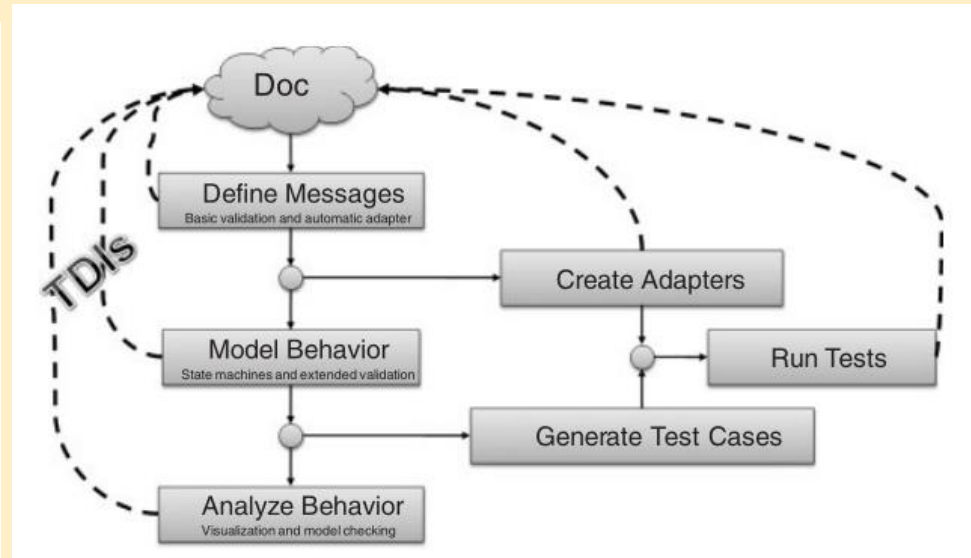 Doc
Define Messages
Basic validation and automatic adapter
TDIs
Create Adapters
Model Behavior
State machines and extended validation
Run Tests
Generate Test Cases
Analyze Behavior
Visualization and model checking